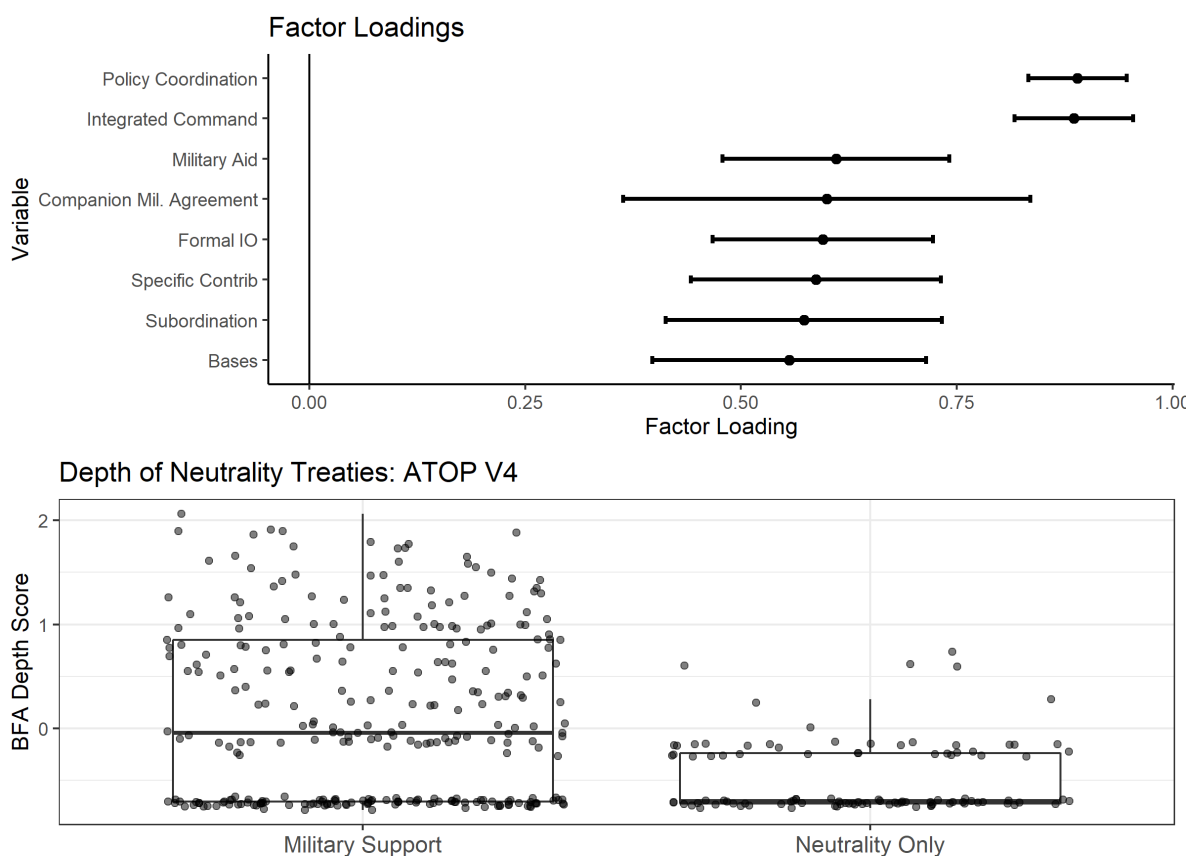 Factor Loadings
Variable
Policy Coordination
Integrated Command
Military Aid
Companion Mil. Agreement
Formal IO
Specific Contrib
Subordination
Bases
0.00 0.25 0.50 0.75 1.00
Factor Loading
Depth of Neutrality Treaties: ATOP V4
BFA Depth Score
2
1
0
Military Support Neutrality Only